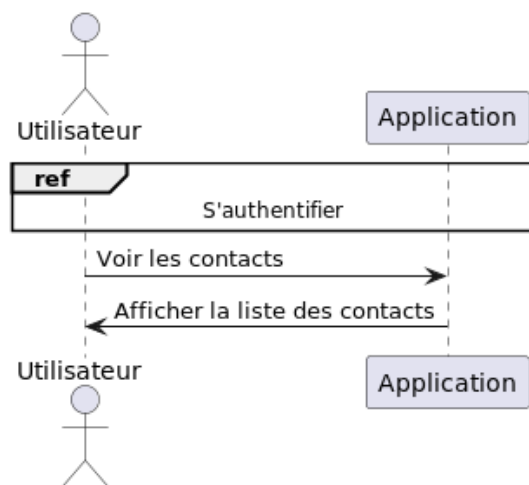 Utilisateur
Application
ref
S'authentifier
Voir les contacts
Afficher la liste des contacts
Utilisateur
Application